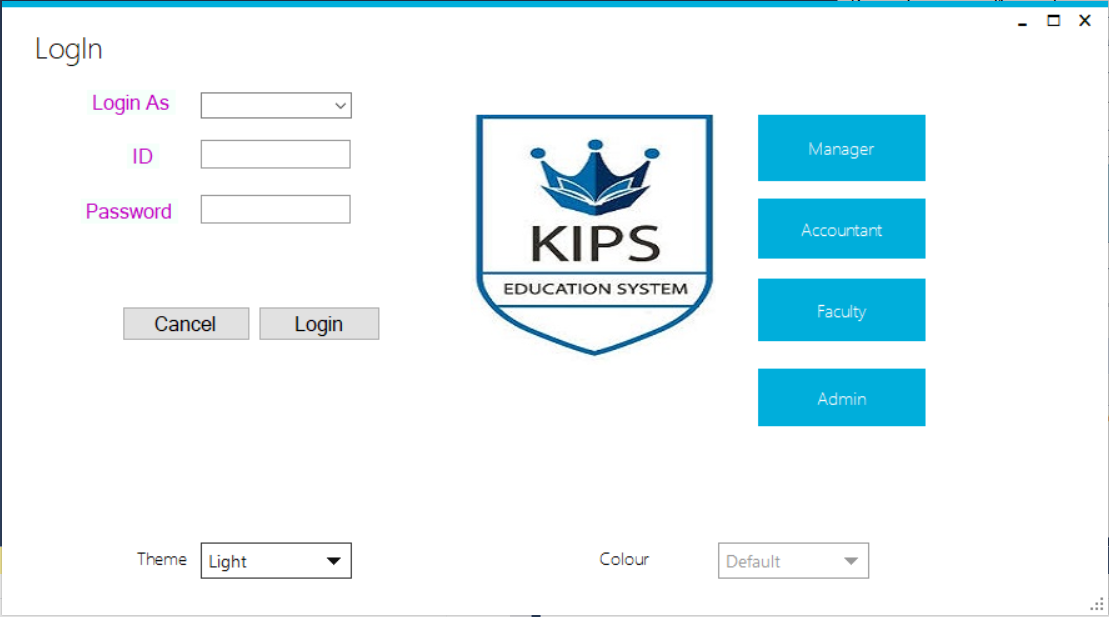 LogIn
Login As
ID
Password
Cancel
Login
KIPS
EDUCATION SYSTEM
Manager
Accountant
Faculty
Admin
Theme
Light
Colour
Default